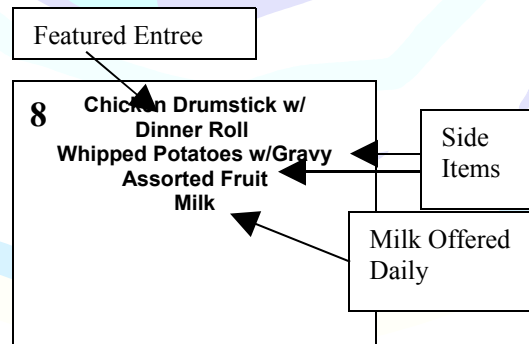 Featured Entree
8
Chicken Drumstick w/
Dinner Roll
Whipped Potatoes w/Gravy
Assorted Fruit
Milk
Side
Items
Milk Offered
Daily